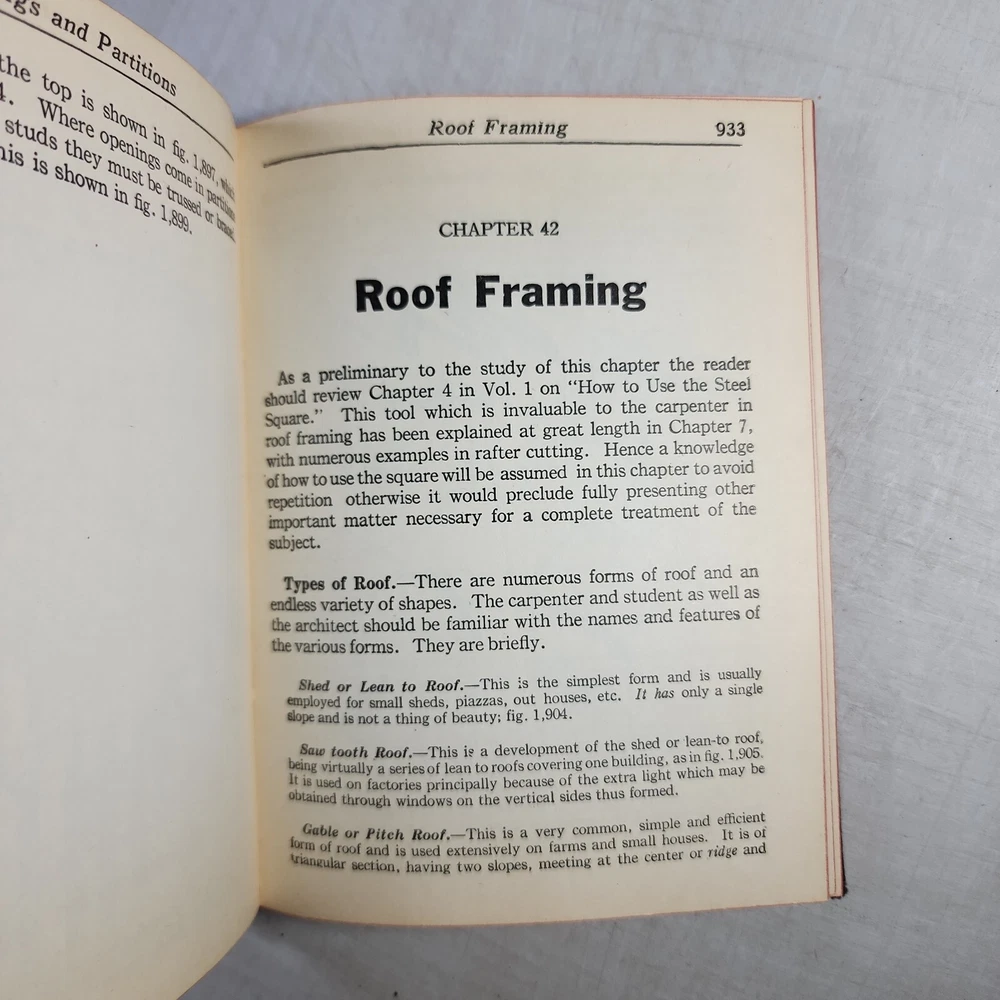 gs and Partitions
the top is shown in fig. 1,897, which
4. Where openings come in partitions
studs they must be trussed or braced.
his is shown in fig. 1,899.
Roof Framing 933
CHAPTER 42
Roof Framing
As a preliminary to the study of this chapter the reader
should review Chapter 4 in Vol. 1 on "How to Use the Steel
Square." This tool which is invaluable to the carpenter in
roof framing has been explained at great length in Chapter 7,
with numerous examples in rafter cutting. Hence a knowledge
of how to use the square will be assumed in this chapter to avoid
repetition otherwise it would preclude fully presenting other
important matter necessary for a complete treatment of the
subject.
Types of Roof.—There are numerous forms of roof and an
endless variety of shapes. The carpenter and student as well as
the architect should be familiar with the names and features of
the various forms. They are briefly.
Shed or Lean to Roof.—This is the simplest form and is usually
employed for small sheds, piazzas, out houses, etc. It has only a single
slope and is not a thing of beauty; fig. 1,904.
Saw tooth Roof.—This is a development of the shed or lean-to roof,
being virtually a series of lean to roofs covering one building, as in fig. 1,905.
It is used on factories principally because of the extra light which may be
obtained through windows on the vertical sides thus formed.
Gable or Pitch Roof.—This is a very common, simple and efficient
form of roof and is used extensively on farms and small houses. It is of
triangular section, having two slopes, meeting at the center or ridge and